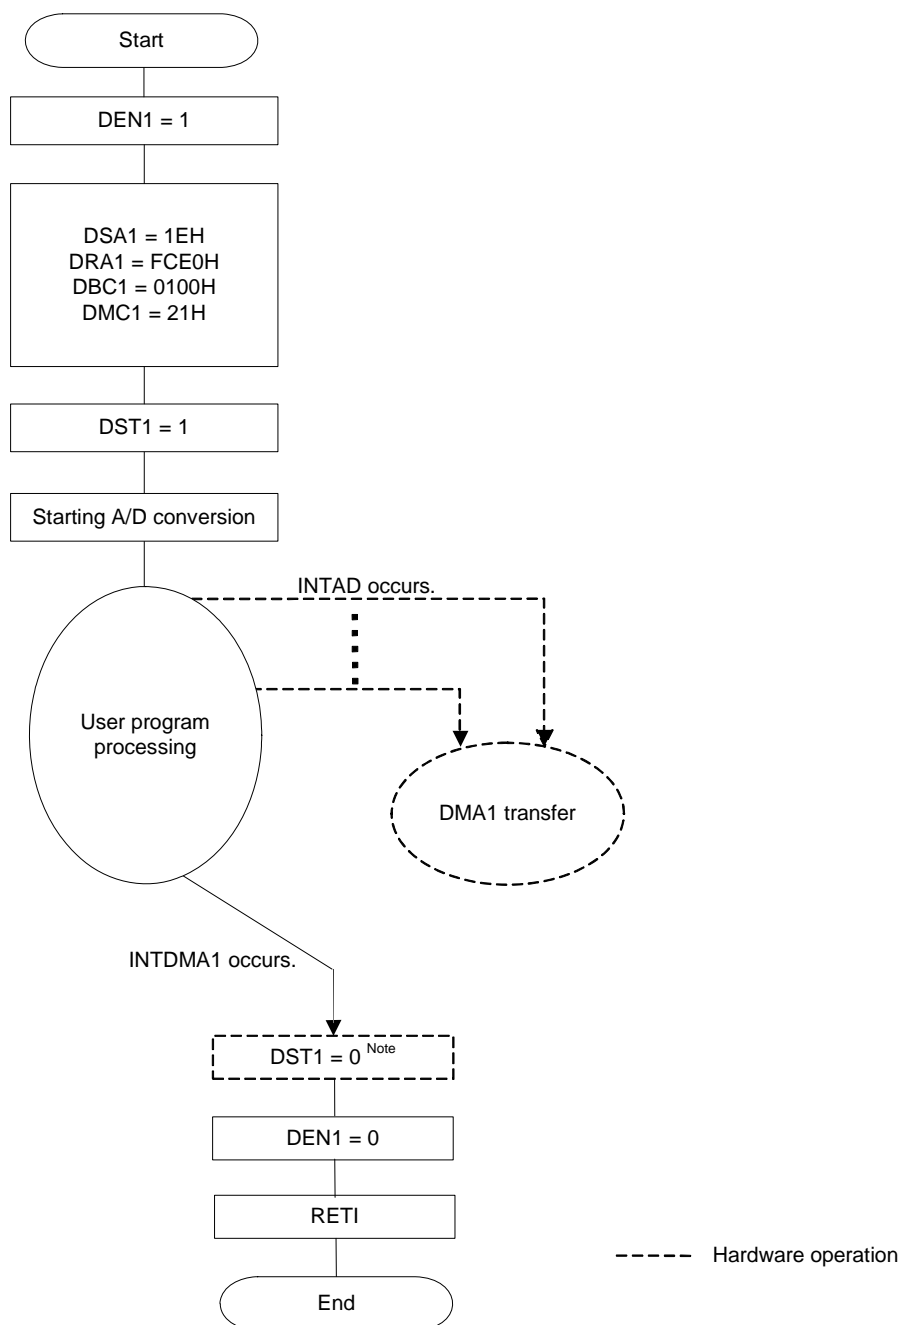 Start
DEN1 = 1
DSA1 = 1EH
DRA1 = FCE0H
DBC1 = 0100H
DMC1 = 21H
DST1 = 1
Starting A/D conversion
INTAD occurs.
User program
processing
DMA1 transfer
INTDMA1 occurs.
DST1 = 0 Note
DEN1 = 0
RETI
Hardware operation
End